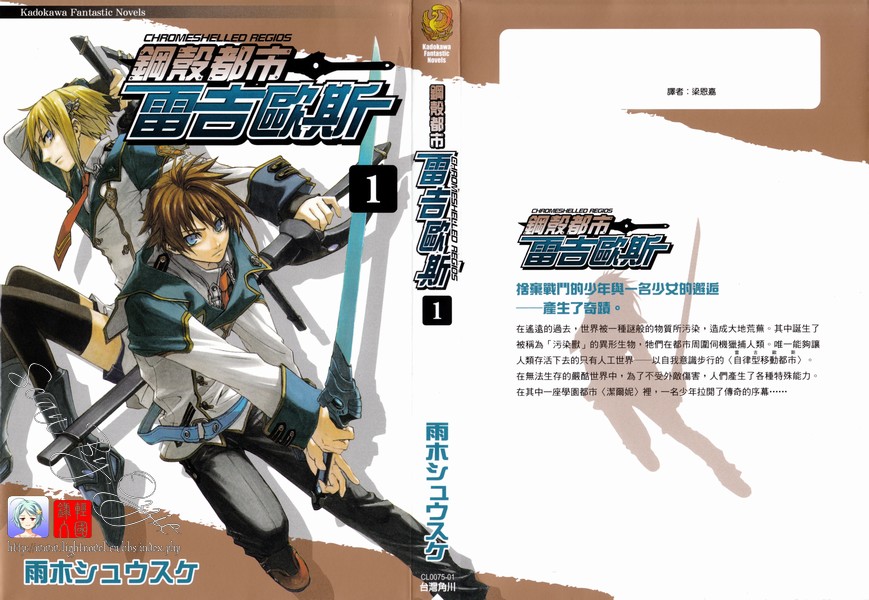 Kadokawa Fantastic Novels
CHROMESHELLED REGIOS
鋼殼都市
雷吉歐斯
1
Scan By
輕國
錄入
雨木シュウスケ
Kadokawa
Fantastic
Novels
鋼殼都市
雷吉歐斯
CHROMESHELLED REGIOS
1
雨木シュウスケ
CL0075-01
台灣角川
譯者：梁恩嘉
CHROMESHELLED REGIOS
鋼殼都市
雷吉歐斯
捨棄戰鬥的少年與一名少女的邂逅
——產生了奇蹟。
在遙遠的過去，世界被一種謎般的物質所污染，造成大地荒蕪。其中誕生了
被稱為「污染獸」的異形生物，牠們在都市周圍伺機獵捕人類。唯一能夠讓
人類存活下去的只有人工世界——以自我意識步行的〈自律型移動都市〉。
在無法生存的嚴酷世界中，為了不受外敵傷害，人們產生了各種特殊能力。
在其中一座學園都市〈潔爾妮〉裡，一名少年拉開了傳奇的序幕……